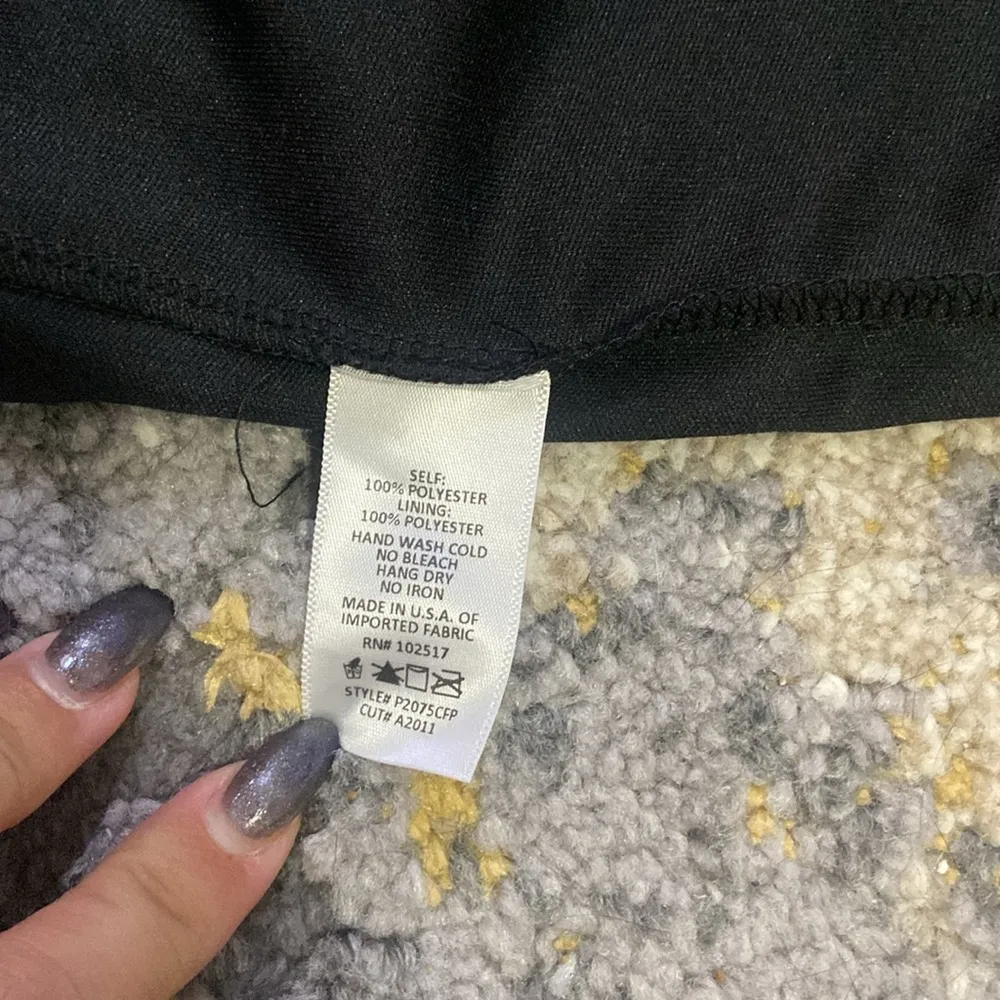 SELF:
100% POLYESTER
LINING:
100% POLYESTER
HAND WASH COLD
NO BLEACH
HANG DRY
NO IRON
MADE IN U.S.A. OF
IMPORTED FABRIC
RN# 102517
STYLE# P2075CFP
CUT# A2011